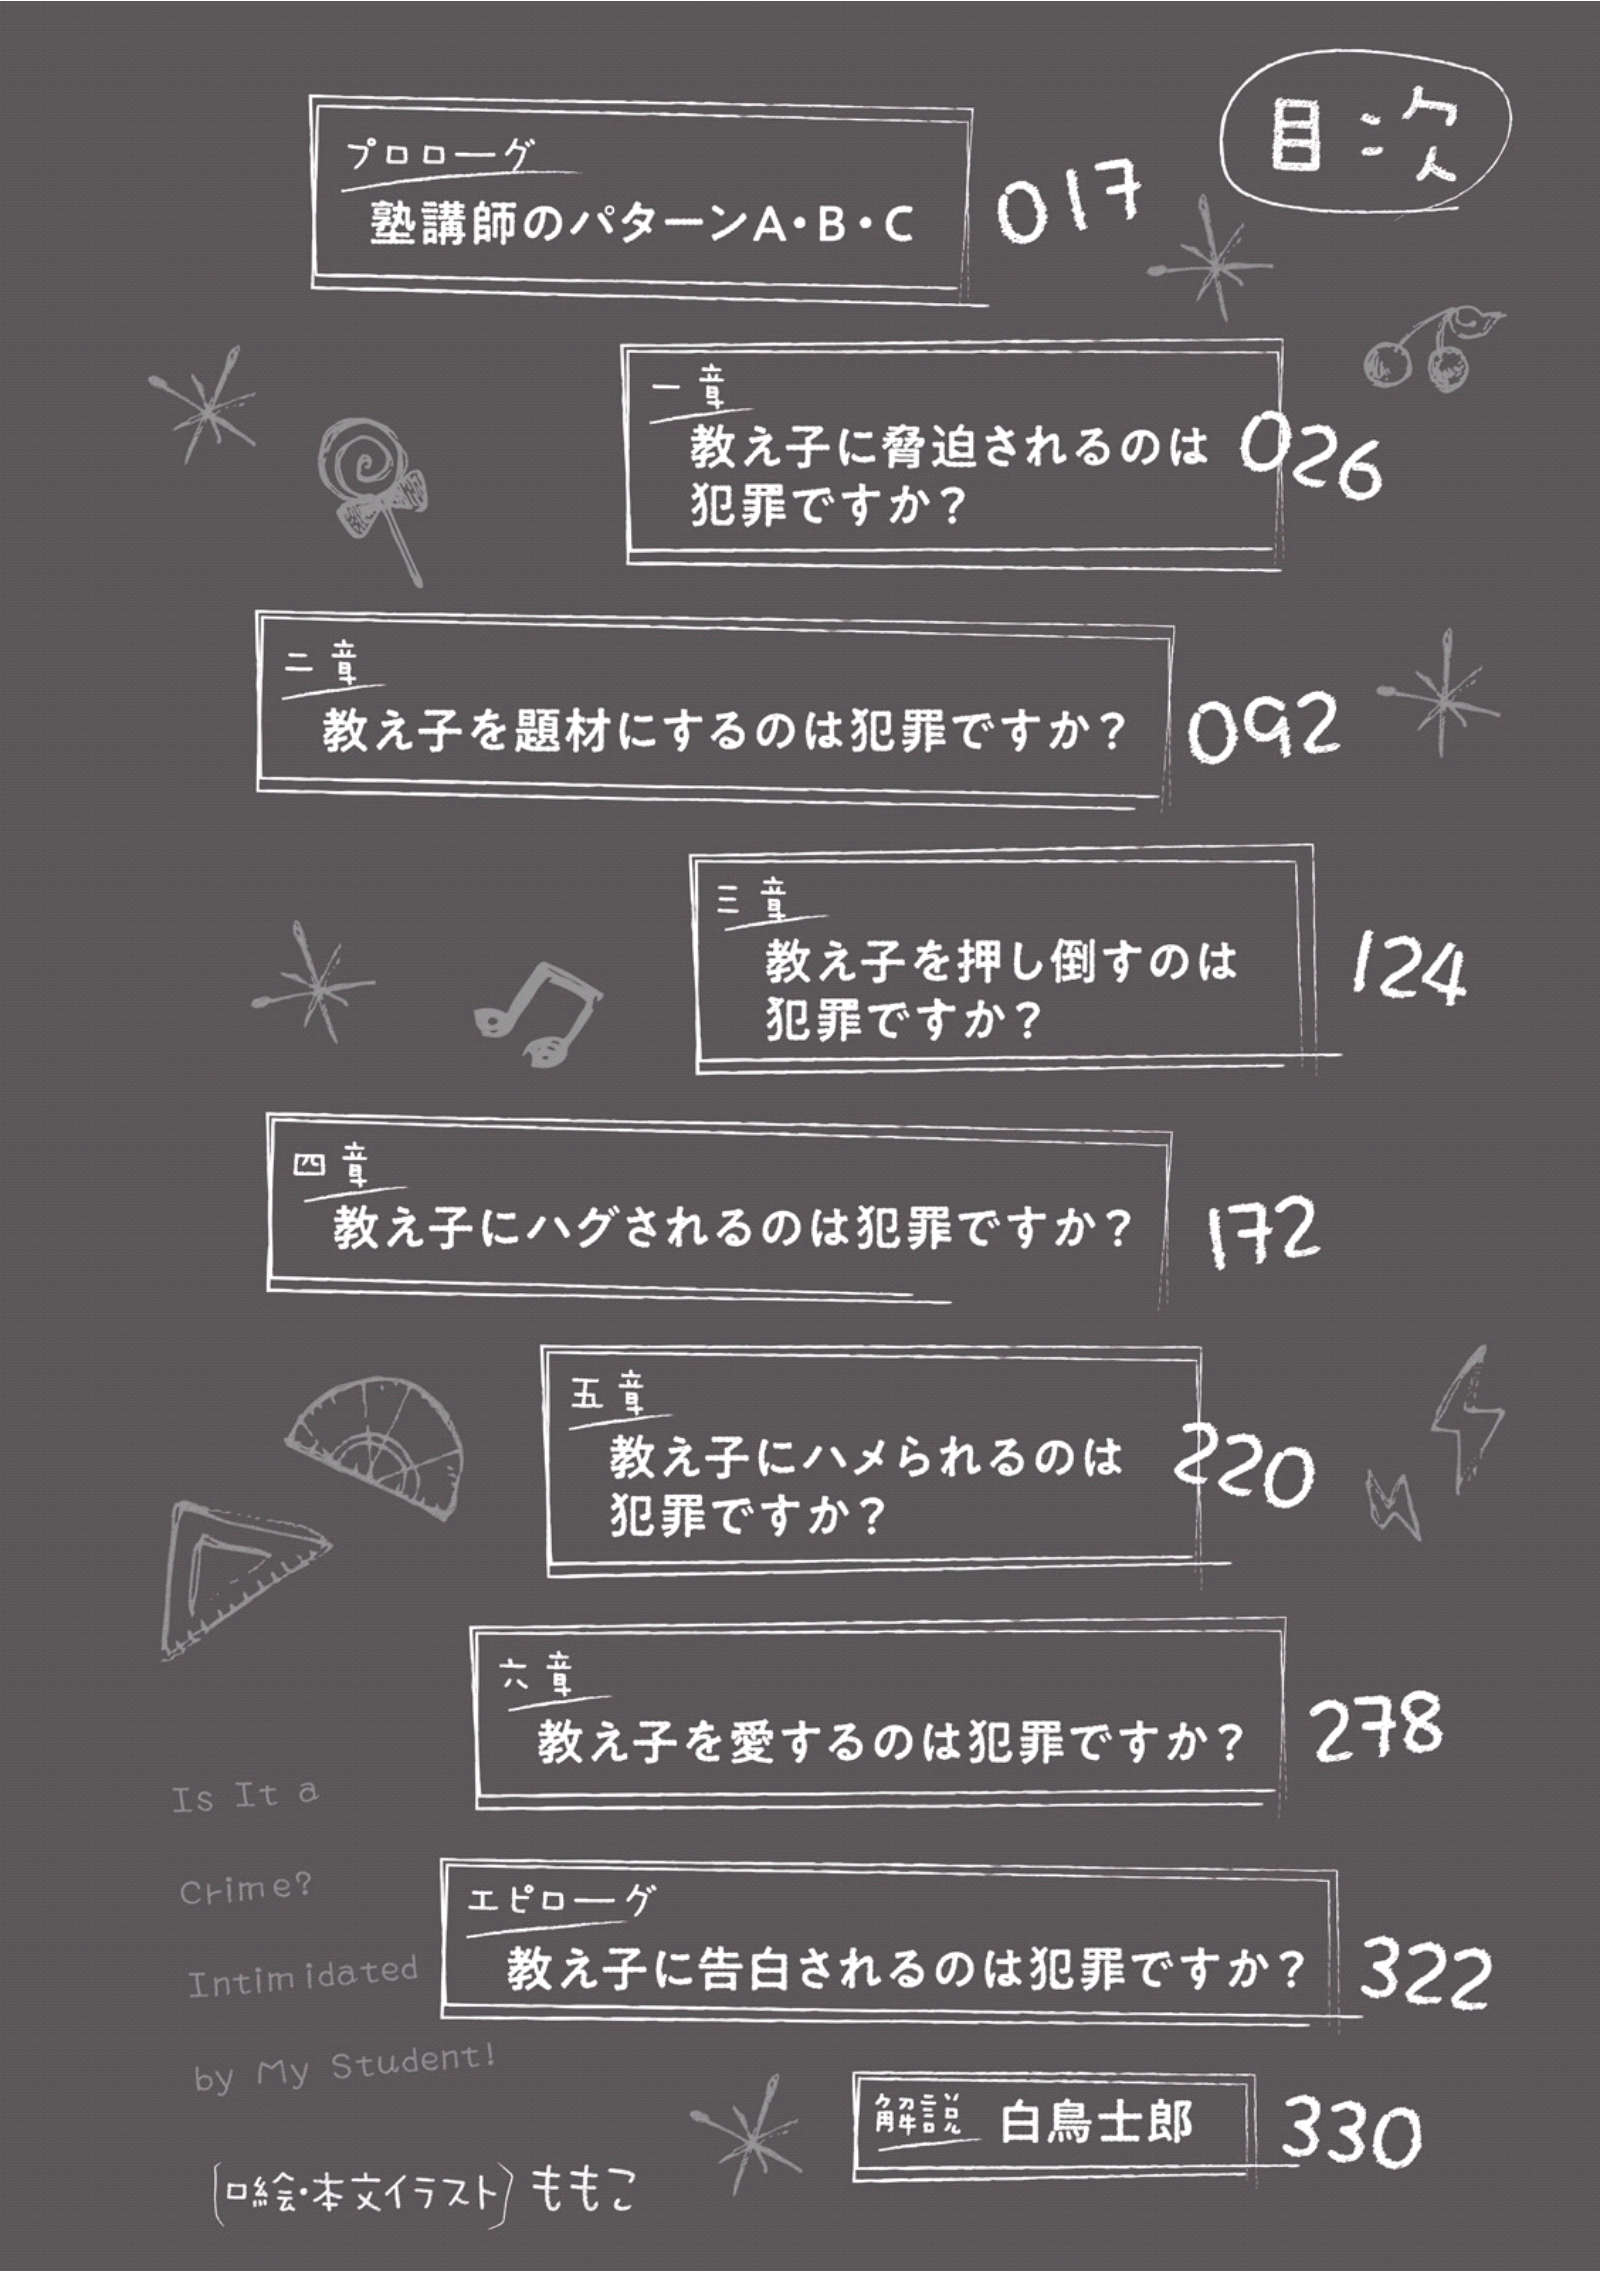 目次
プロローグ
塾講師のパターンA・B・C
017
一章
教え子に脅迫されるのは
犯罪ですか?
026
二章
教え子を題材にするのは犯罪ですか?
092
三章
教え子を押し倒すのは
犯罪ですか?
124
四章
教え子にハグされるのは犯罪ですか?
172
五章
教え子にハメられるのは
犯罪ですか?
220
六章
教え子を愛するのは犯罪ですか?
278
エピローグ
教え子に告白されるのは犯罪ですか?
322
解説 白鳥士郎
330
Is It a
Crime?
Intimidated
by My Student!
[口絵・本文イラスト] ももこ